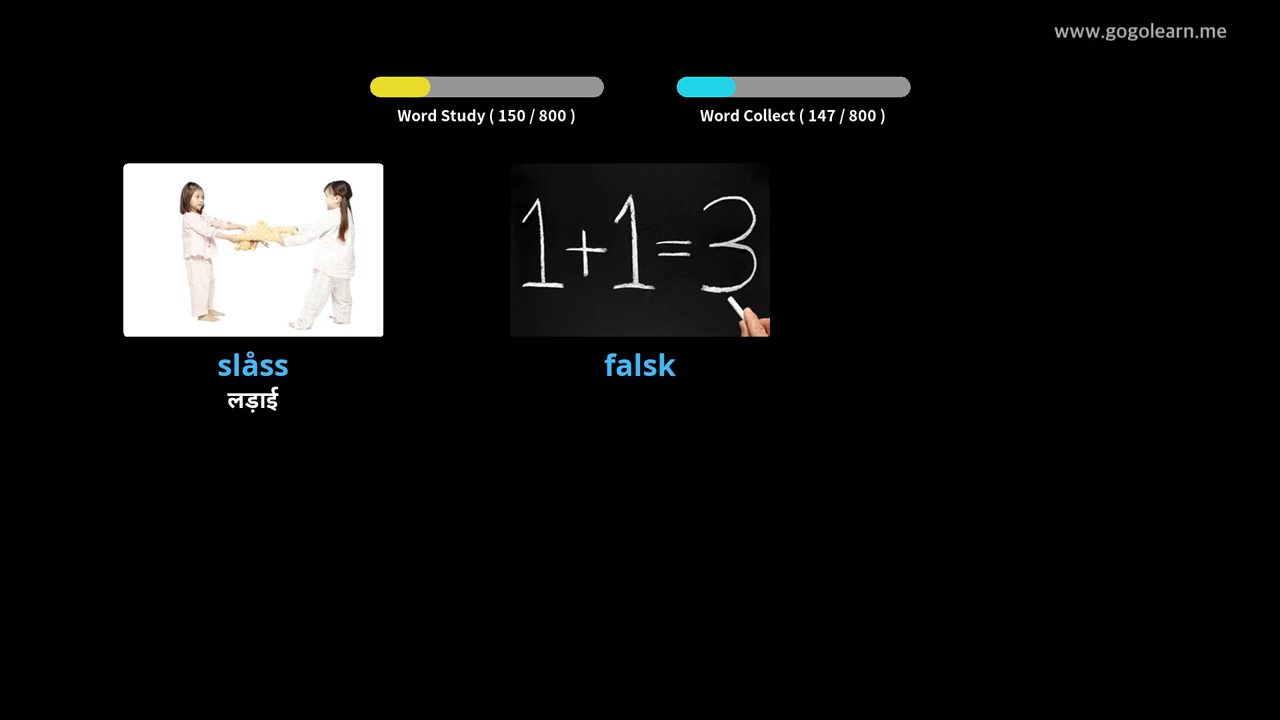 www.gogolearn.me
Word Study ( 150 / 800 )
Word Collect ( 147 / 800 )
1+1=3
slåss
falsk
लड़ाई